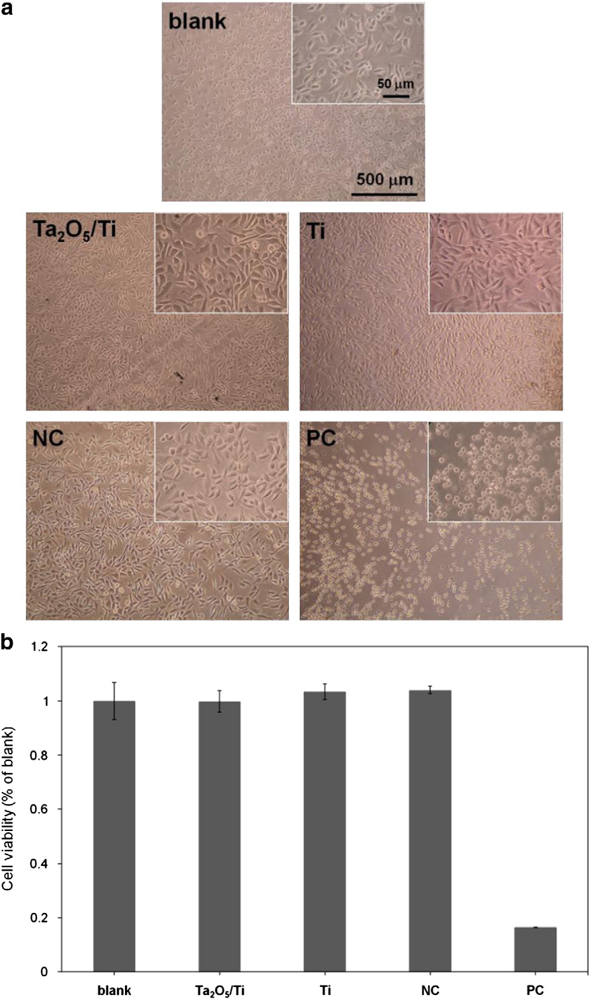 a
blank
50 μm
500 μm
Ta₂O₅/Ti
Ti
NC
PC
b
Cell viability (% of blank)
1.2
1
0.8
0.6
0.4
0.2
0
blank Ta₂O₅/Ti Ti NC PC